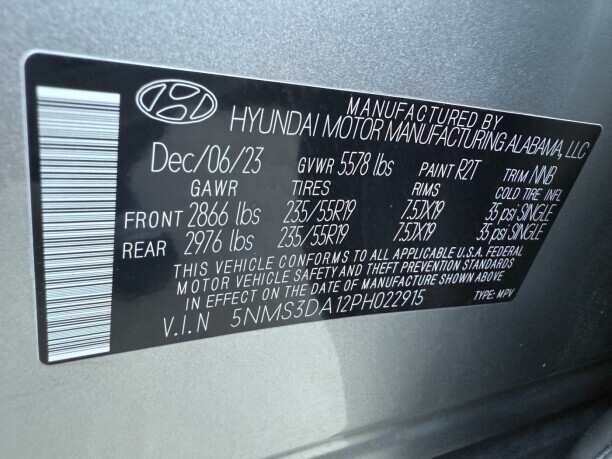 MANUFACTURED BY
HYUNDAI MOTOR MANUFACTURING ALABAMA, LLC
Dec/06/23 GVWR 5578 lbs PAINT R2T TRIM NNB
GAWR TIRES RIMS COLD TIRE INFL
FRONT 2866 lbs 235/55R19 7.5JX19 35 psi SINGLE
REAR 2976 lbs 235/55R19 7.5JX19 35 psi SINGLE
THIS VEHICLE CONFORMS TO ALL APPLICABLE U.S.A. FEDERAL
MOTOR VEHICLE SAFETY AND THEFT PREVENTION STANDARDS
IN EFFECT ON THE DATE OF MANUFACTURE SHOWN ABOVE
V.I.N 5NMS3DA12PH022915 TYPE: MPV